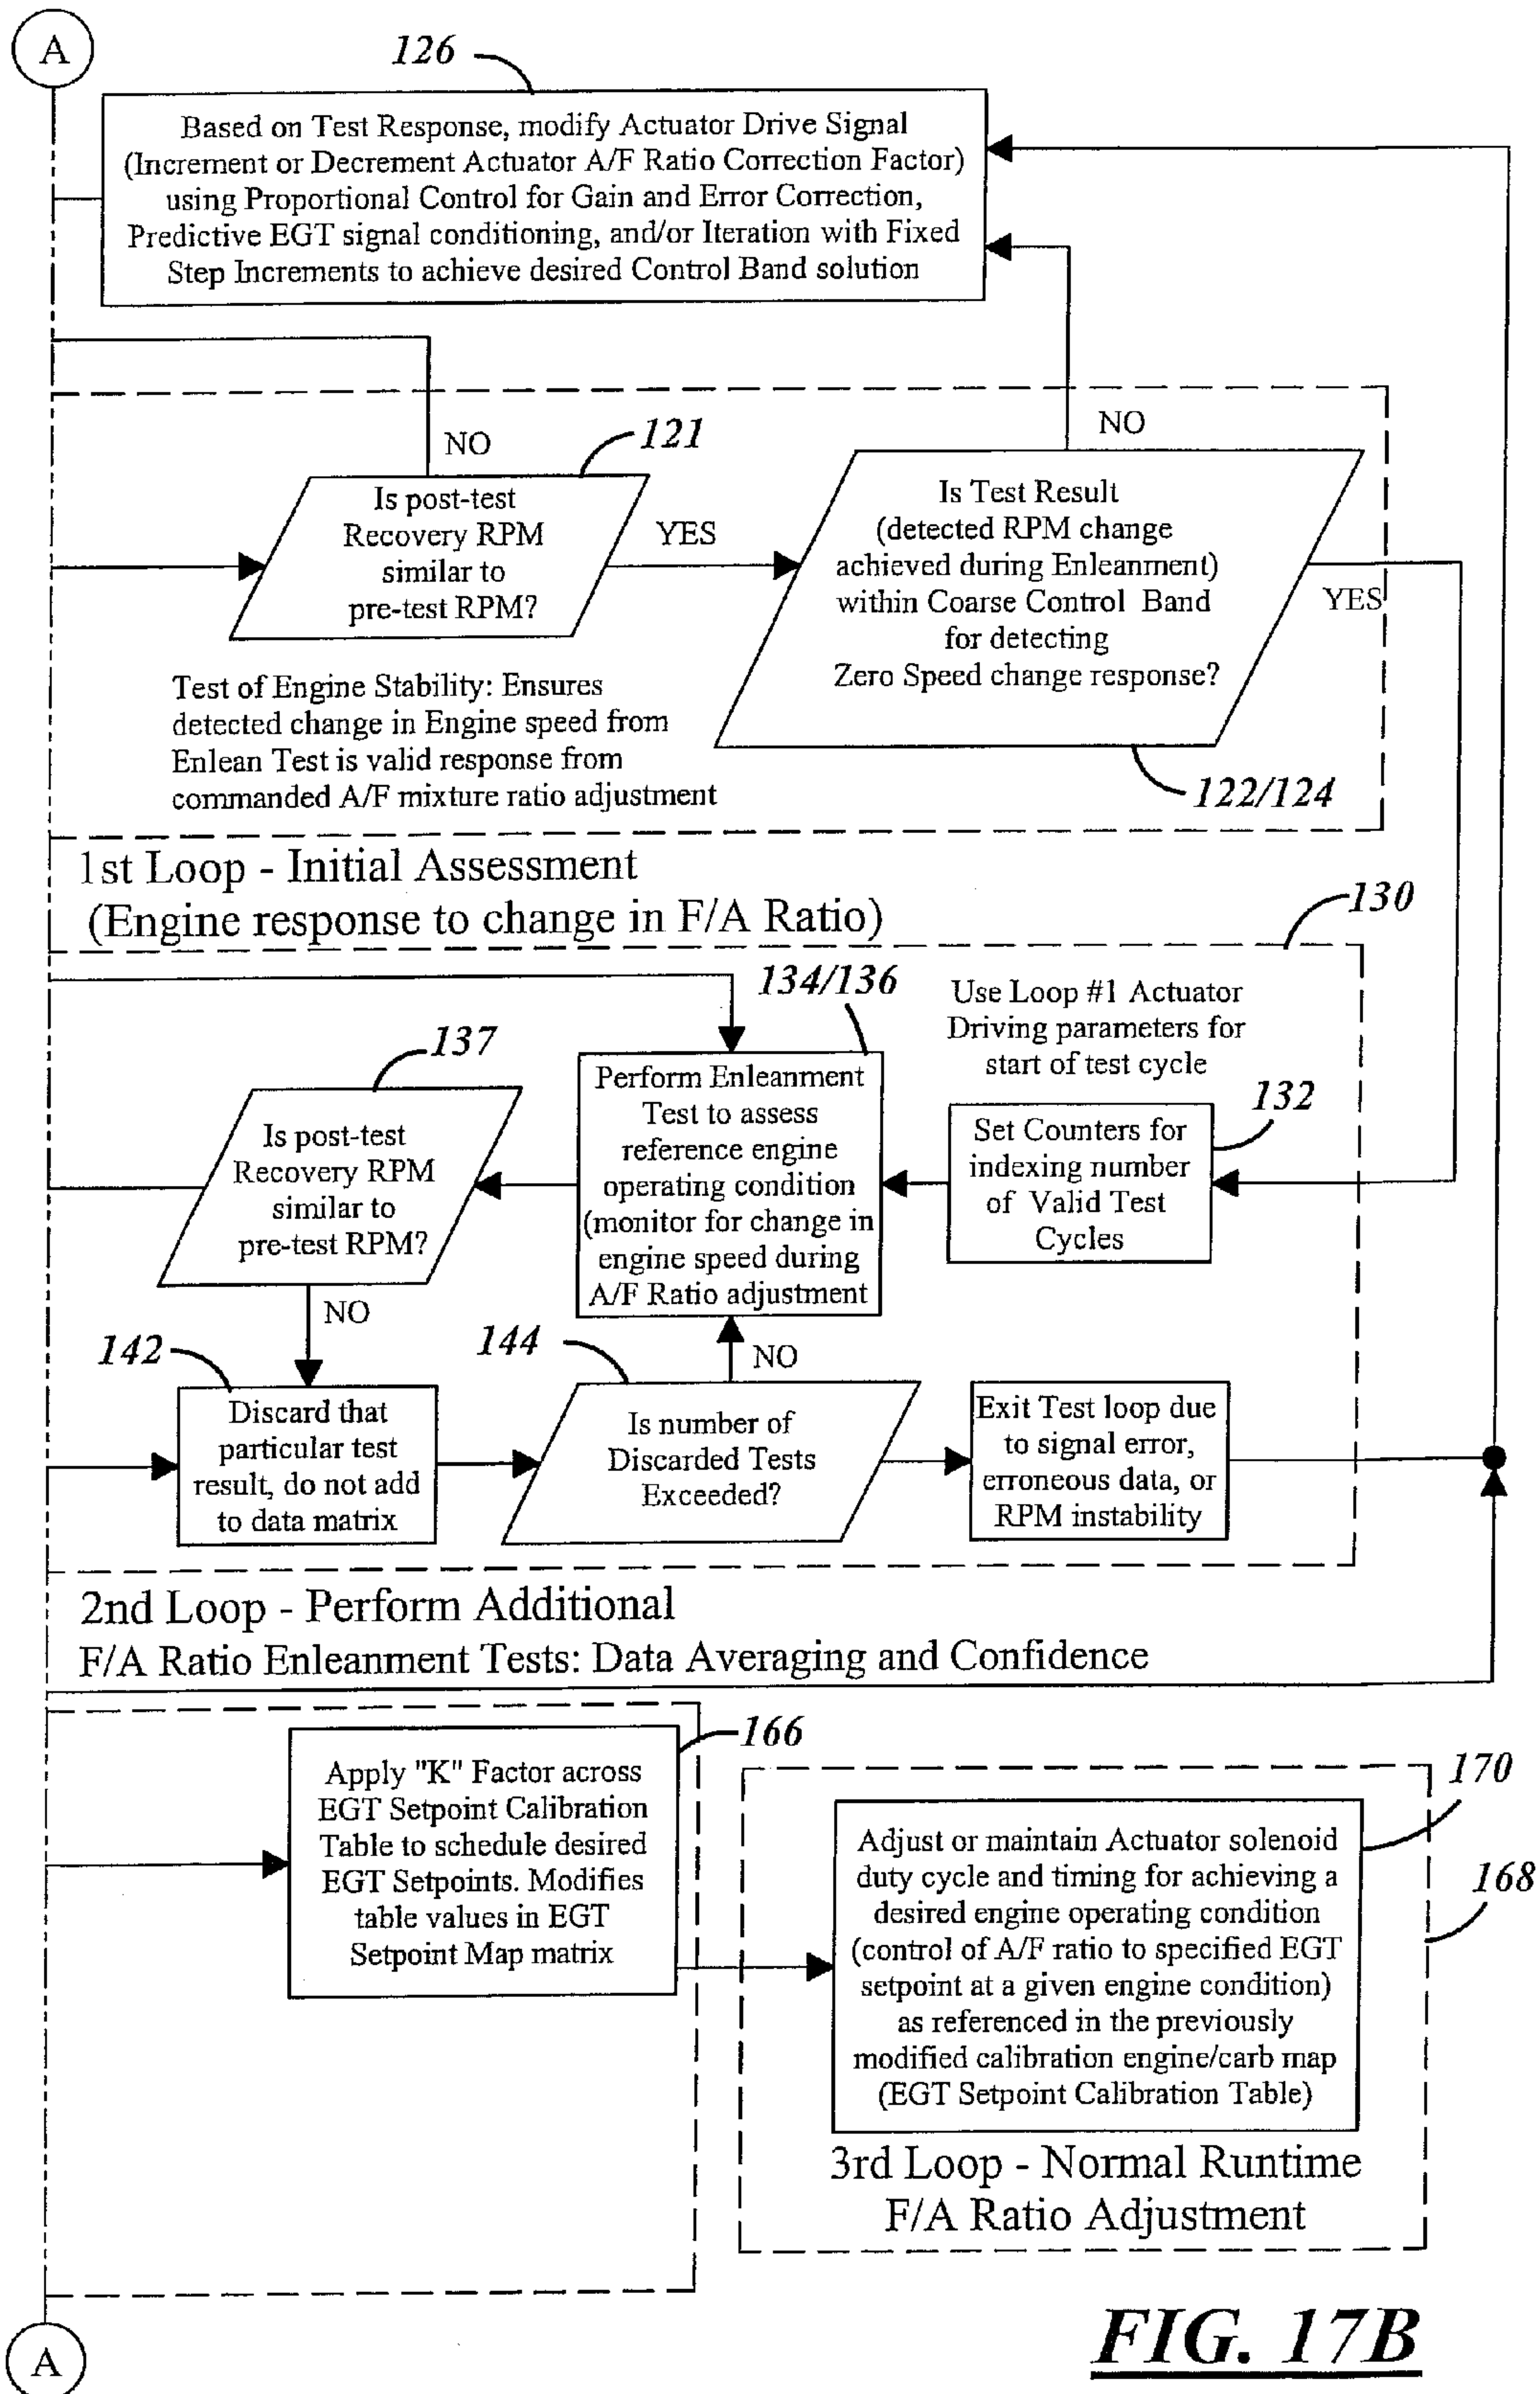 A
126
Based on Test Response, modify Actuator Drive Signal
(Increment or Decrement Actuator A/F Ratio Correction Factor)
using Proportional Control for Gain and Error Correction,
Predictive EGT signal conditioning, and/or Iteration with Fixed
Step Increments to achieve desired Control Band solution
NO
121
NO
Is post-test
Recovery RPM
similar to
pre-test RPM?
YES
Is Test Result
(detected RPM change
achieved during Enleanment)
within Coarse Control Band
for detecting
Zero Speed change response?
YES
Test of Engine Stability: Ensures
detected change in Engine speed from
Enlean Test is valid response from
commanded A/F mixture ratio adjustment
122/124
1st Loop - Initial Assessment
(Engine response to change in F/A Ratio)
130
134/136
Use Loop #1 Actuator
Driving parameters for
start of test cycle
137
132
Is post-test
Recovery RPM
similar to
pre-test RPM?
Perform Enleanment
Test to assess
reference engine
operating condition
(monitor for change in
engine speed during
A/F Ratio adjustment
Set Counters for
indexing number
of Valid Test
Cycles
NO
142
144
NO
Discard that
particular test
result, do not add
to data matrix
Is number of
Discarded Tests
Exceeded?
Exit Test loop due
to signal error,
erroneous data, or
RPM instability
2nd Loop - Perform Additional
F/A Ratio Enleanment Tests: Data Averaging and Confidence
166
Apply "K" Factor across
EGT Setpoint Calibration
Table to schedule desired
EGT Setpoints. Modifies
table values in EGT
Setpoint Map matrix
170
168
Adjust or maintain Actuator solenoid
duty cycle and timing for achieving a
desired engine operating condition
(control of A/F ratio to specified EGT
setpoint at a given engine condition)
as referenced in the previously
modified calibration engine/carb map
(EGT Setpoint Calibration Table)
3rd Loop - Normal Runtime
F/A Ratio Adjustment
A
FIG. 17B